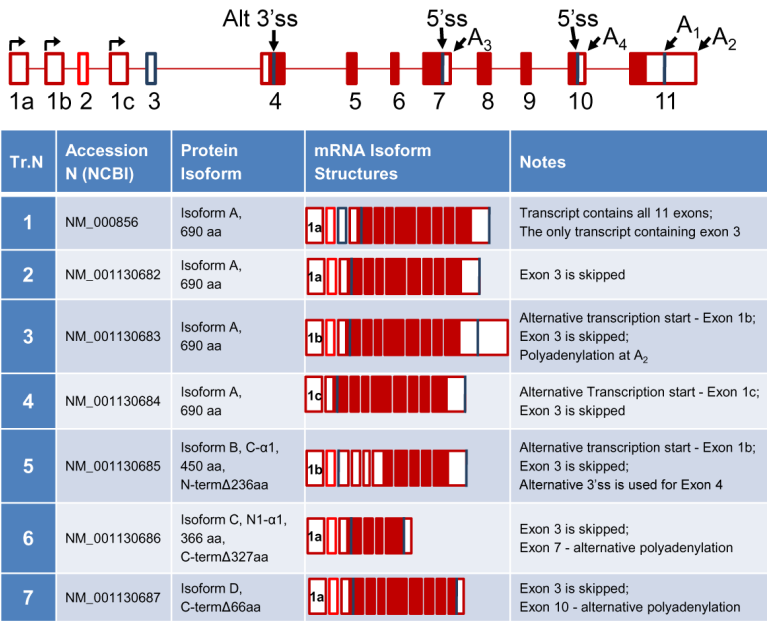 Alt 3’ss
5’ss
5’ss
A3
A4
A1
A2
1a
1b
2
1c
3
4
5
6
7
8
9
10
11
Tr.N
Accession
N (NCBI)
Protein
Isoform
mRNA Isoform
Structures
Notes
1
NM_000856
Isoform A,
690 aa
1a
Transcript contains all 11 exons;
The only transcript containing exon 3
2
NM_001130682
Isoform A,
690 aa
1a
Exon 3 is skipped
3
NM_001130683
Isoform A,
690 aa
1b
Alternative transcription start - Exon 1b;
Exon 3 is skipped;
Polyadenylation at A2
4
NM_001130684
Isoform A,
690 aa
1c
Alternative Transcription start - Exon 1c;
Exon 3 is skipped
5
NM_001130685
Isoform B, C-α1,
450 aa,
N-termΔ236aa
1b
Alternative transcription start - Exon 1b;
Exon 3 is skipped;
Alternative 3’ss is used for Exon 4
6
NM_001130686
Isoform C, N1-α1,
366 aa,
C-termΔ327aa
1a
Exon 3 is skipped;
Exon 7 - alternative polyadenylation
7
NM_001130687
Isoform D,
C-termΔ66aa
1a
Exon 3 is skipped;
Exon 10 - alternative polyadenylation